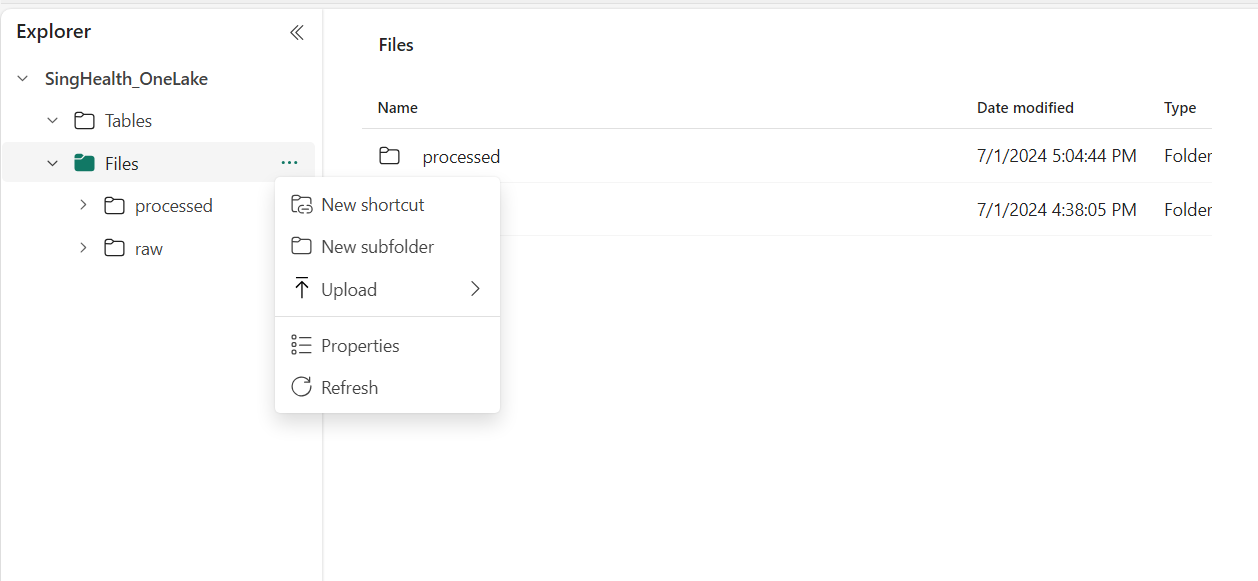 Explorer
SingHealth_OneLake
Tables
Files
processed
raw
New shortcut
New subfolder
Upload
Properties
Refresh
Files
Name Date modified Type
processed 7/1/2024 5:04:44 PM Folder
7/1/2024 4:38:05 PM Folder